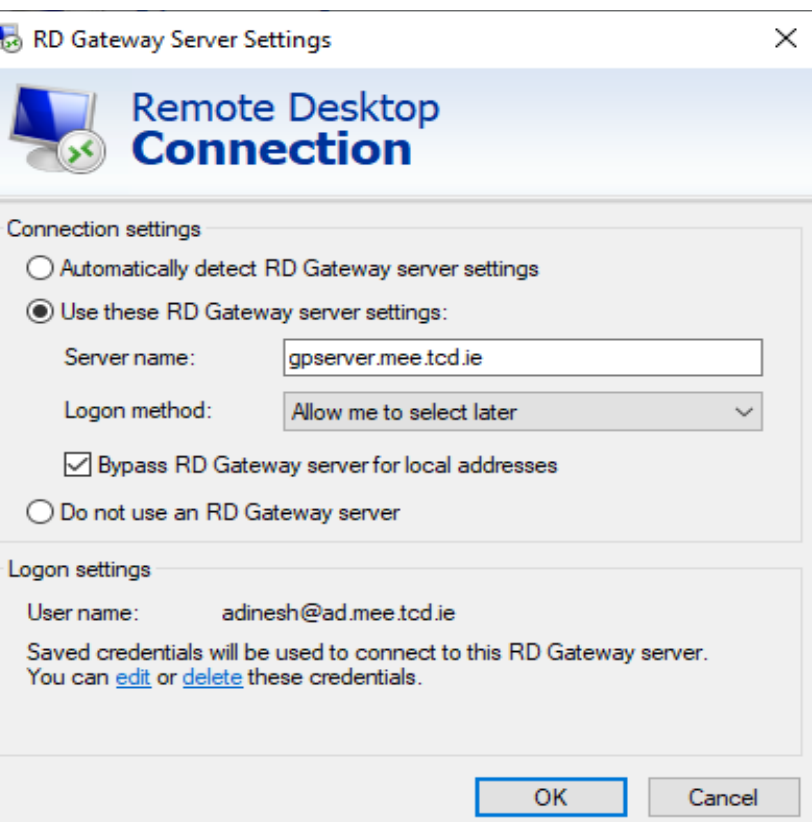 RD Gateway Server Settings
Remote Desktop
Connection
Connection settings
Automatically detect RD Gateway server settings
Use these RD Gateway server settings:
Server name: gpserver.mee.tcd.ie
Logon method: Allow me to select later
Bypass RD Gateway server for local addresses
Do not use an RD Gateway server
Logon settings
User name: adinesh@ad.mee.tcd.ie
Saved credentials will be used to connect to this RD Gateway server.
You can edit or delete these credentials.
OK Cancel